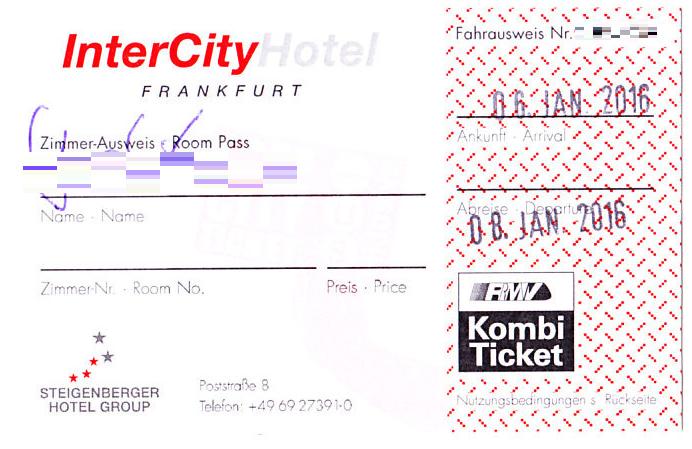 InterCityHotel
FRANKFURT
Zimmer-Ausweis · Room Pass
Name · Name
Zimmer-Nr. · Room No.
Preis · Price
STEIGENBERGER
HOTEL GROUP
Poststraße 8
Telefon: +49 69 27391-0
Fahrausweis Nr.
06. JAN. 2016
Ankunft · Arrival
Abreise · Departure
08. JAN. 2016
RMV
Kombi
Ticket
Nutzungsbedingungen s. Rückseite